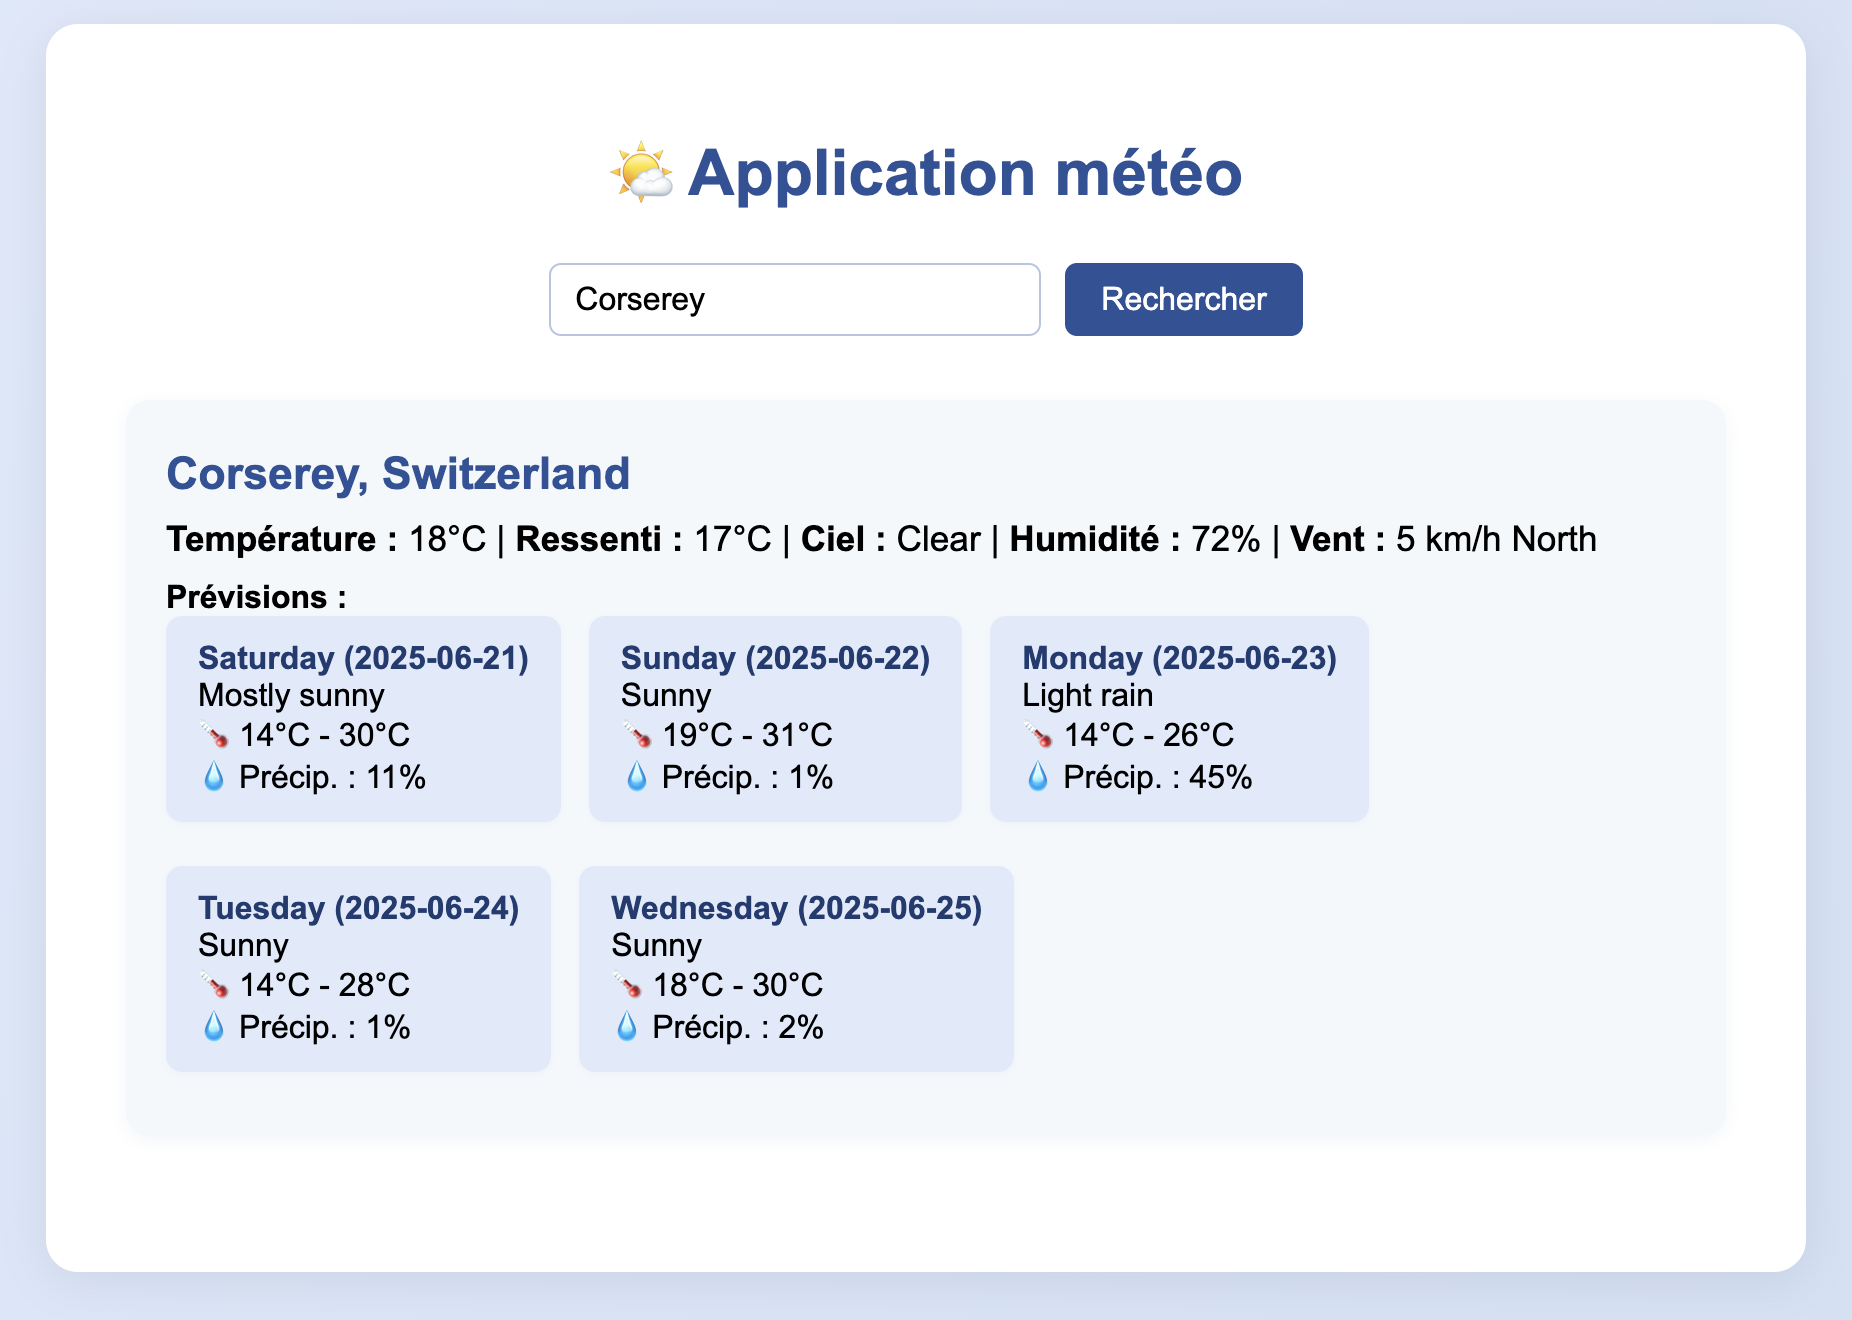 Application météo
Corserey
Rechercher
Corserey, Switzerland
Température : 18°C | Ressenti : 17°C | Ciel : Clear | Humidité : 72% | Vent : 5 km/h North
Prévisions :
Saturday (2025-06-21)
Mostly sunny
14°C - 30°C
Précip. : 11%
Sunday (2025-06-22)
Sunny
19°C - 31°C
Précip. : 1%
Monday (2025-06-23)
Light rain
14°C - 26°C
Précip. : 45%
Tuesday (2025-06-24)
Sunny
14°C - 28°C
Précip. : 1%
Wednesday (2025-06-25)
Sunny
18°C - 30°C
Précip. : 2%